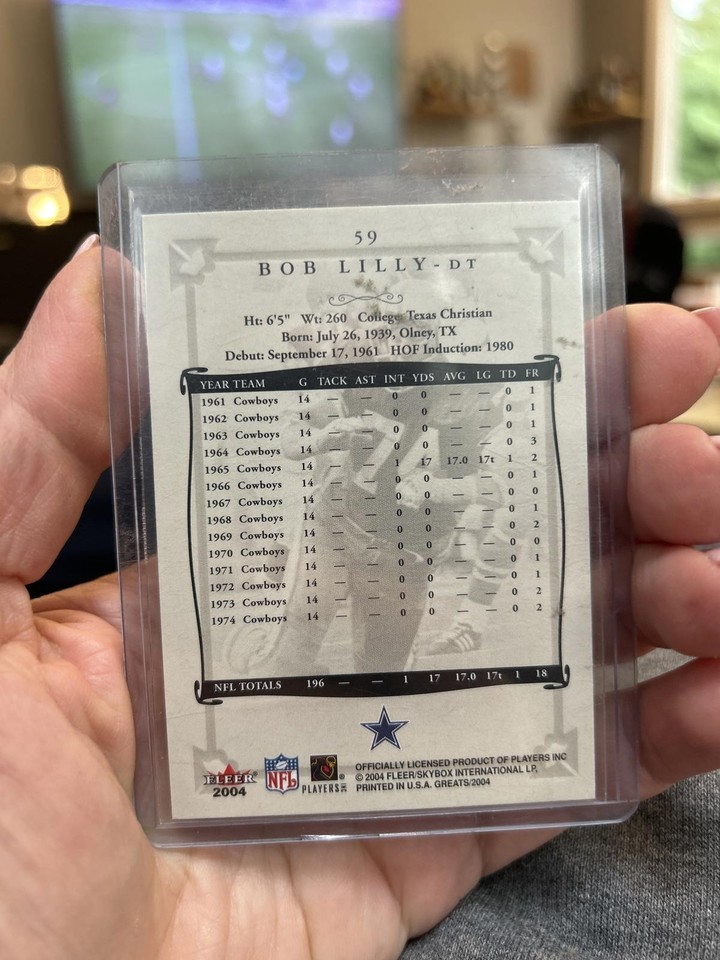 59
BOB LILLY - DT
Ht: 6'5" Wt: 260 College: Texas Christian
Born: July 26, 1939, Olney, TX
Debut: September 17, 1961 HOF Induction: 1980
YEAR TEAM G TACK AST INT YDS AVG LG TD FR
1961 Cowboys 14 — — 0 0 — — 0 1
1962 Cowboys 14 — — 0 0 — — 0 1
1963 Cowboys 14 — — 0 0 — — 0 1
1964 Cowboys 14 — — 0 0 — — 0 3
1965 Cowboys 14 — — 1 17 17.0 17t 1 2
1966 Cowboys 14 — — 0 0 — — 0 1
1967 Cowboys 14 — — 0 0 — — 0 0
1968 Cowboys 14 — — 0 0 — — 0 1
1969 Cowboys 14 — — 0 0 — — 0 2
1970 Cowboys 14 — — 0 0 — — 0 0
1971 Cowboys 14 — — 0 0 — — 0 1
1972 Cowboys 14 — — 0 0 — — 0 1
1973 Cowboys 14 — — 0 0 — — 0 2
1974 Cowboys 14 — — 0 0 — — 0 2
NFL TOTALS 196 — — 1 17 17.0 17t 1 18
FLEER
2004
NFL
PLAYERS INC
OFFICIALLY LICENSED PRODUCT OF PLAYERS INC
© 2004 FLEER/SKYBOX INTERNATIONAL LP,
PRINTED IN U.S.A. GREATS/2004